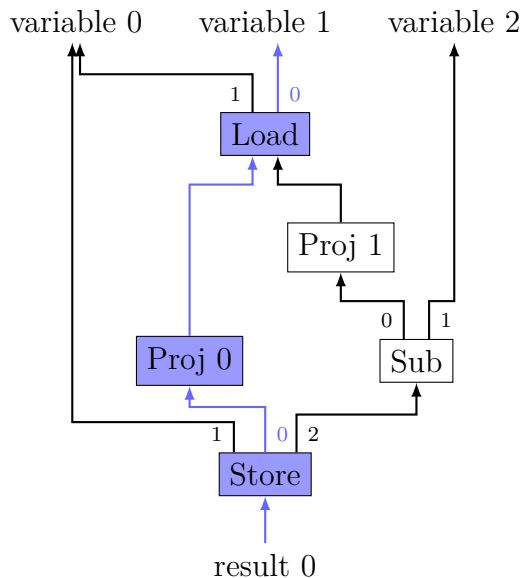 variable 0 variable 1 variable 2
1 0
Load
Proj 1
0 1
Proj 0 Sub
1 0 2
Store
result 0